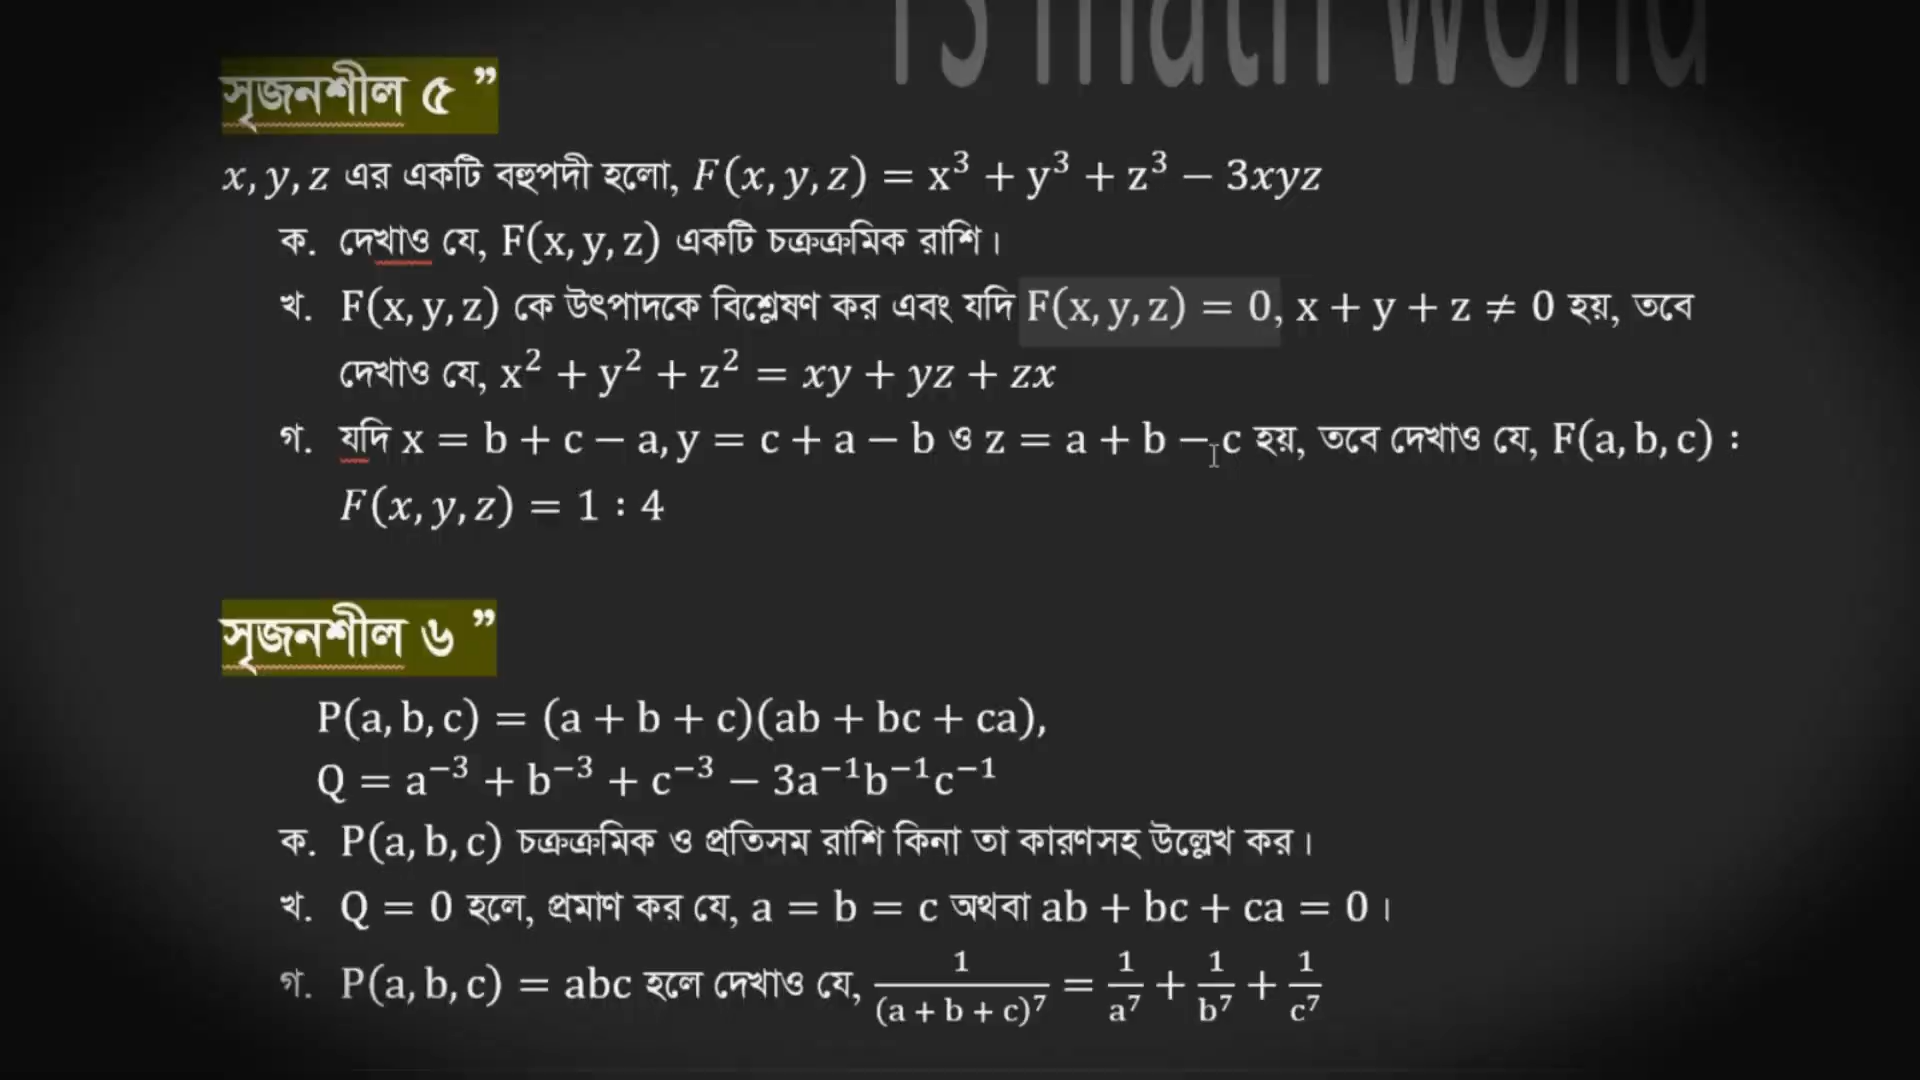 is math world
সৃজনশীল ৫ ”
x, y, z এর একটি বহুপদী হলো, F(x, y, z) = x³ + y³ + z³ − 3xyz
ক. দেখাও যে, F(x, y, z) একটি চক্রক্রমিক রাশি।
খ. F(x, y, z) কে উৎপাদকে বিশ্লেষণ কর এবং যদি F(x, y, z) = 0, x + y + z ≠ 0 হয়, তবে
দেখাও যে, x² + y² + z² = xy + yz + zx
গ. যদি x = b + c − a, y = c + a − b ও z = a + b − c হয়, তবে দেখাও যে, F(a, b, c) :
F(x, y, z) = 1 : 4
সৃজনশীল ৬ ”
P(a, b, c) = (a + b + c)(ab + bc + ca),
Q = a⁻³ + b⁻³ + c⁻³ − 3a⁻¹b⁻¹c⁻¹
ক. P(a, b, c) চক্রক্রমিক ও প্রতিসম রাশি কিনা তা কারণসহ উল্লেখ কর।
খ. Q = 0 হলে, প্রমাণ কর যে, a = b = c অথবা ab + bc + ca = 0 ।
গ. P(a, b, c) = abc হলে দেখাও যে, 1/(a + b + c)⁷ = 1/a⁷ + 1/b⁷ + 1/c⁷